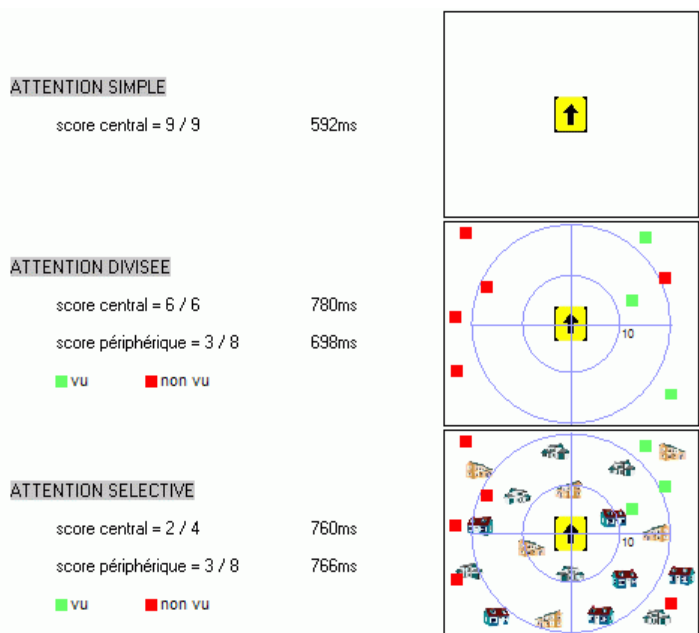 ATTENTION SIMPLE
score central = 9 / 9 592ms
ATTENTION DIVISEE
score central = 6 / 6 780ms
score périphérique = 3 / 8 698ms
vu non vu
10
ATTENTION SELECTIVE
score central = 2 / 4 760ms
score périphérique = 3 / 8 766ms
vu non vu
10